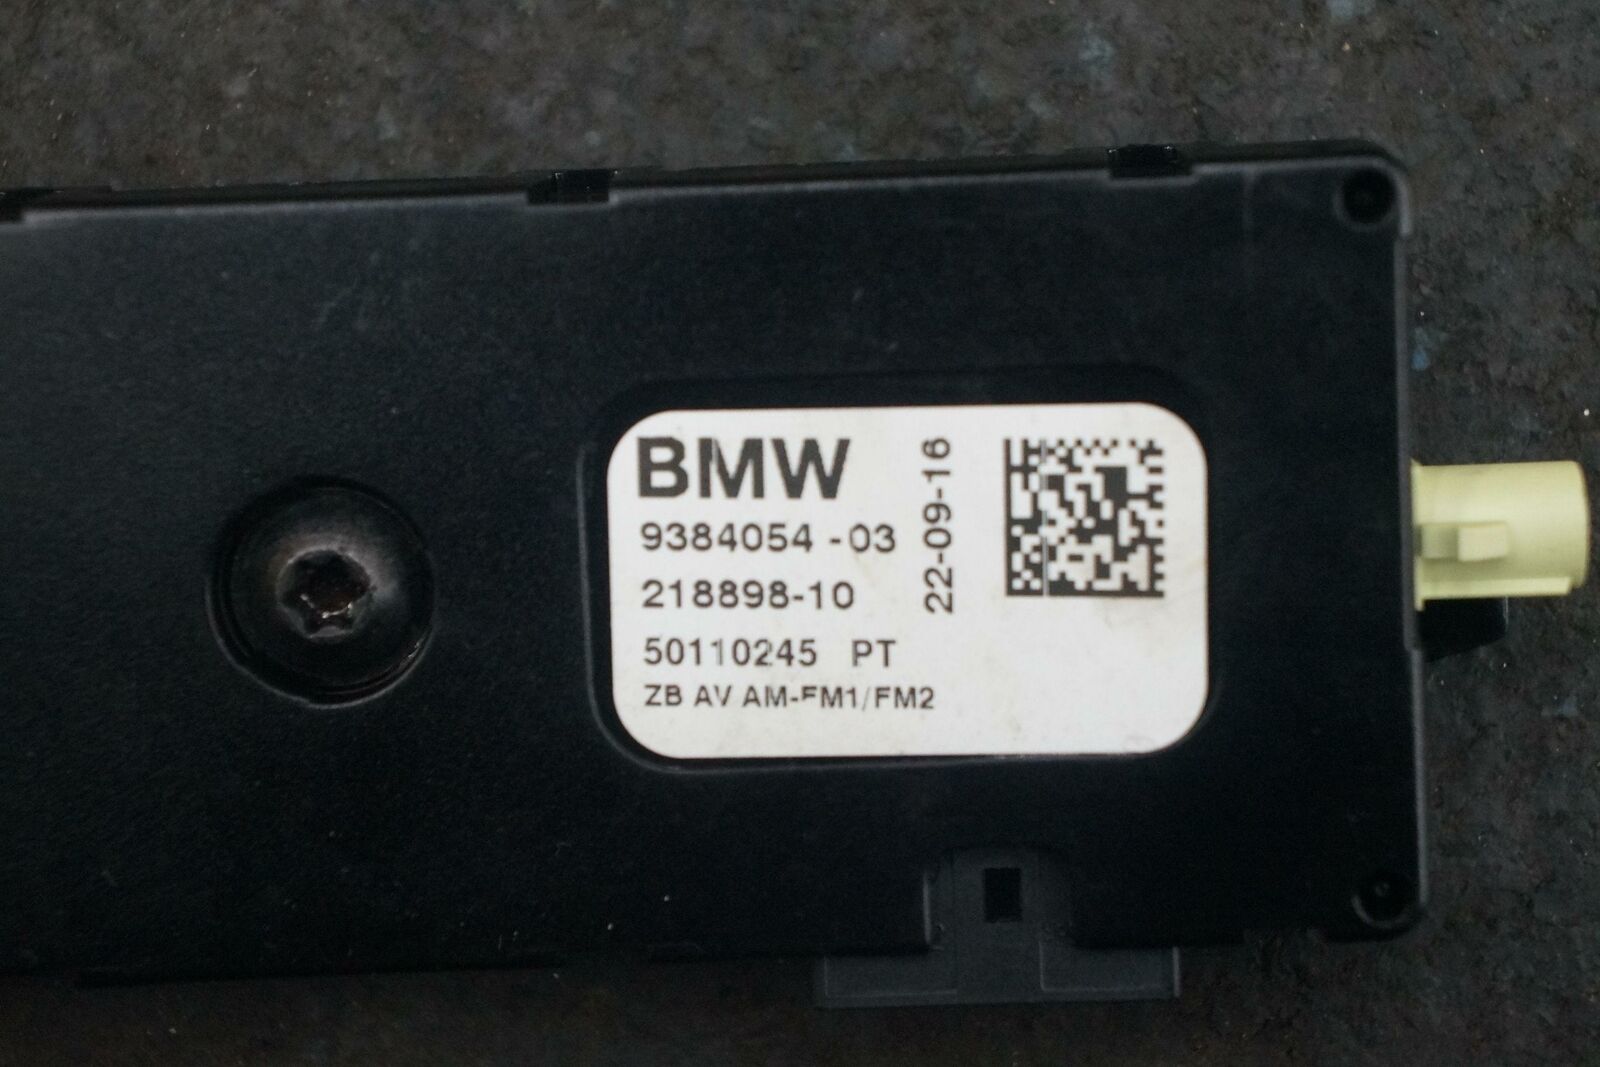 BMW
9384054 -03
218898-10
50110245 PT
ZB AV AM-FM1/FM2
22-09-16